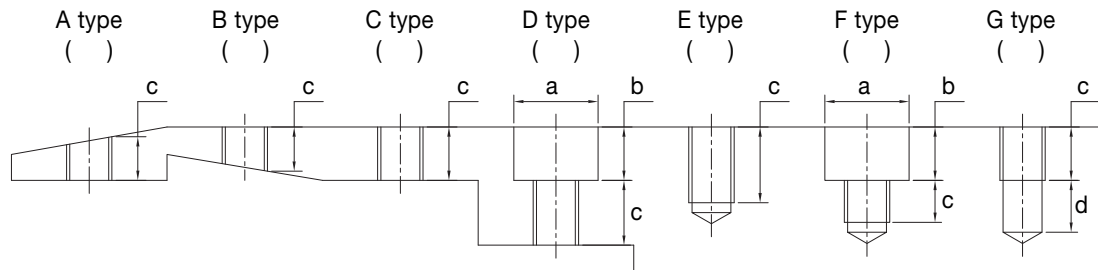 A type B type C type D type E type F type G type
( ) ( ) ( ) ( ) ( ) ( ) ( )
c c c a b c a b c
c c d